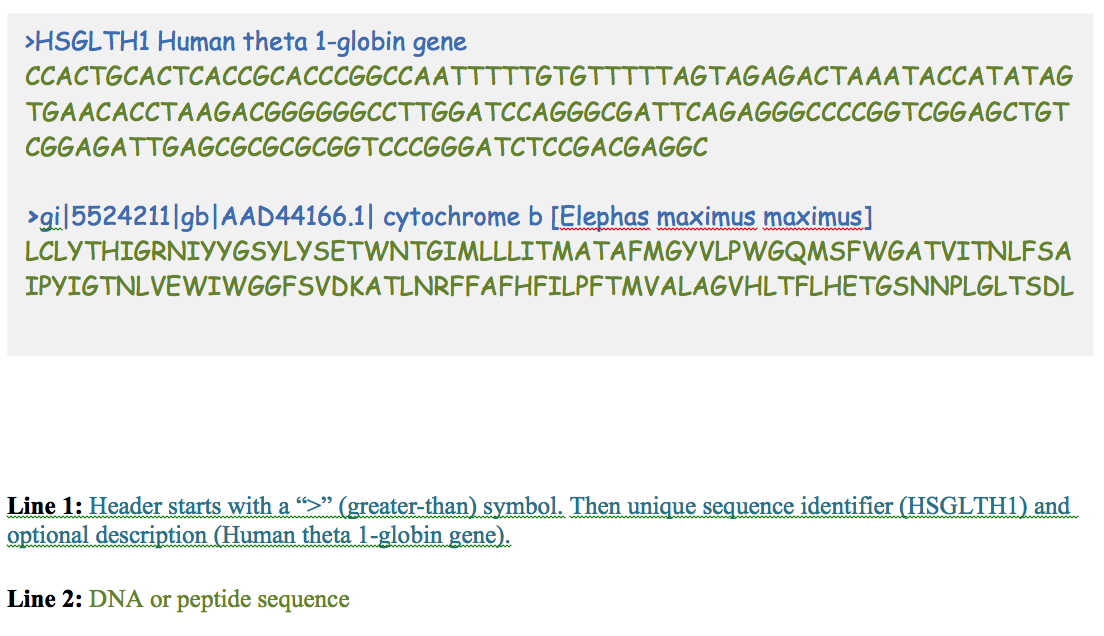 >HSGLTH1 Human theta 1-globin gene
CCACTGCACTCACCGCACCCGGCCAATTTTTGTGTTTTTAGTAGAGACTAAATACCATATAG
TGAACACCTAAGACGGGGGGCCTTGGATCCAGGGCGATTCAGAGGGCCCCGGTCGGAGCTGT
CGGAGATTGAGCGCGCGCGGTCCCGGGATCTCCGACGAGGC
>gi|5524211|gb|AAD44166.1| cytochrome b [Elephas maximus maximus]
LCLYTHIGRNIYYGSYLYSETWNTGIMLLLITMATAFMGYVLPWGQMSFWGATVITNLFSA
IPYIGTNLVEWIWGGFSVDKATLNRFFAFHFILPFTMVALAGVHLTFLHETGSNNPLGLTSDL
Line 1: Header starts with a “>” (greater-than) symbol. Then unique sequence identifier (HSGLTH1) and
optional description (Human theta 1-globin gene).
Line 2: DNA or peptide sequence